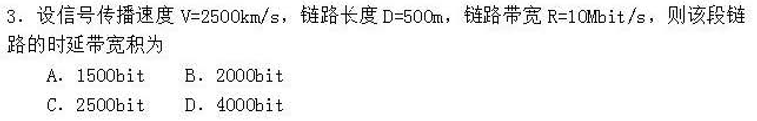 3. 设信号传播速度 V=2500km/s，链路长度 D=500m，链路带宽 R=10Mbit/s，则该段链
路的时延带宽积为
A. 1500bit    B. 2000bit
C. 2500bit    D. 4000bit